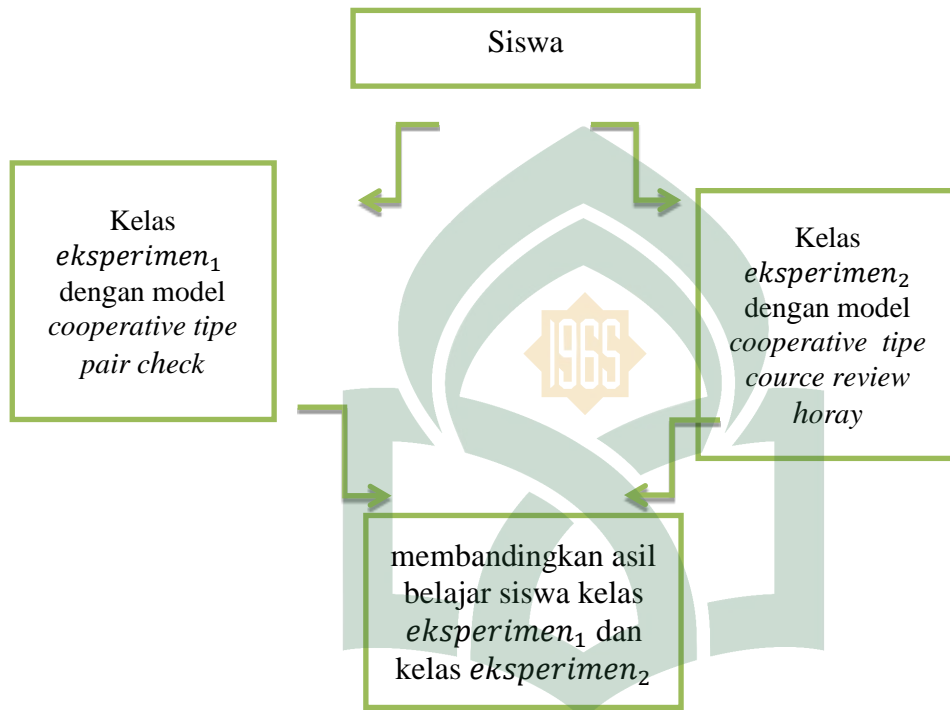 Siswa
Kelas
eksperimen₁
dengan model
cooperative tipe
pair check
Kelas
eksperimen₂
dengan model
cooperative tipe
cource review
horay
1965
membandingkan asil
belajar siswa kelas
eksperimen₁ dan
kelas eksperimen₂